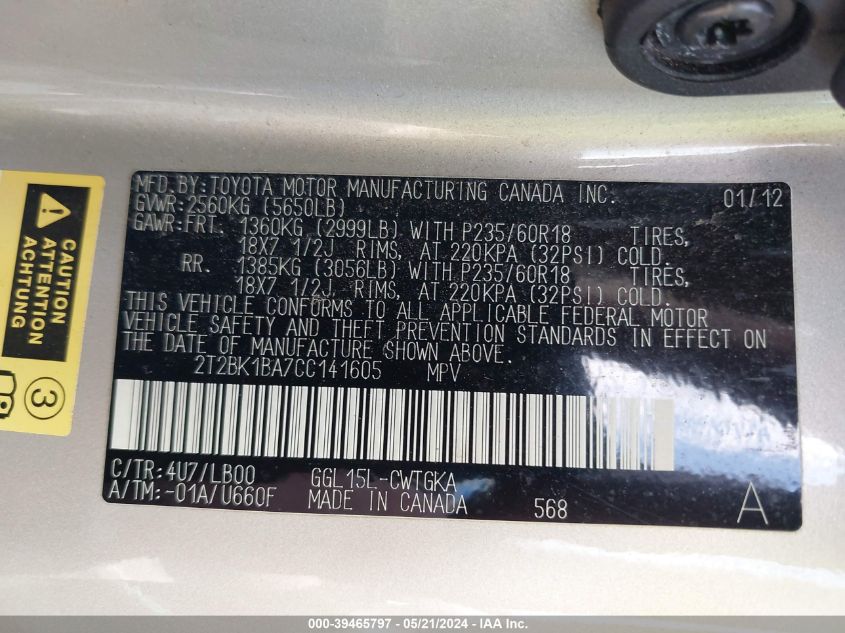 MFD.BY:TOYOTA MOTOR MANUFACTURING CANADA INC. 01/12
GVWR:2560KG (5650LB)
GAWR:FRT. 1360KG (2999LB) WITH P235/60R18 TIRES,
18X7 1/2J RIMS, AT 220KPA (32PSI) COLD.
RR. 1385KG (3056LB) WITH P235/60R18 TIRES,
18X7 1/2J RIMS, AT 220KPA (32PSI) COLD.
THIS VEHICLE CONFORMS TO ALL APPLICABLE FEDERAL MOTOR
VEHICLE SAFETY AND THEFT PREVENTION STANDARDS IN EFFECT ON
THE DATE OF MANUFACTURE SHOWN ABOVE.
2T2BK1BA7CC141605 MPV
C/TR:4U7/LB00 GGL15L-CWTGKA
A/TM:-01A/U660F MADE IN CANADA 568 A
ATTENTION
ACHTUNG
3
000-39465797 - 05/21/2024 - IAA Inc.